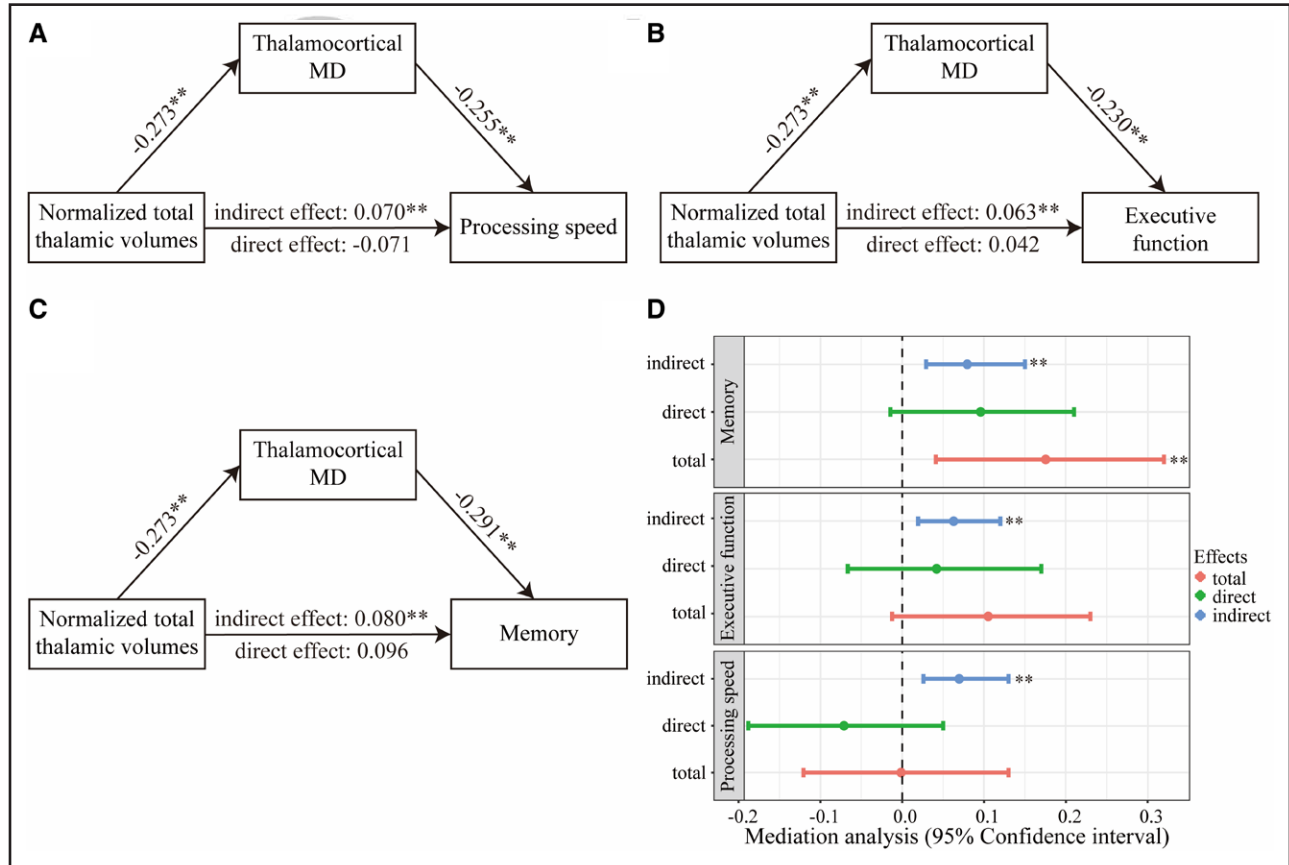 A
Thalamocortical
MD
-0.273**
-0.255**
Normalized total
thalamic volumes
indirect effect: 0.070**
direct effect: -0.071
Processing speed
B
Thalamocortical
MD
-0.273**
-0.230**
Normalized total
thalamic volumes
indirect effect: 0.063**
direct effect: 0.042
Executive
function
C
Thalamocortical
MD
-0.273**
-0.291**
Normalized total
thalamic volumes
indirect effect: 0.080**
direct effect: 0.096
Memory
D
Memory
indirect
**
direct
total
**
Executive function
indirect
**
direct
total
Processing speed
indirect
**
direct
total
-0.2 -0.1 0.0 0.1 0.2 0.3
Mediation analysis (95% Confidence interval)
Effects
total
direct
indirect